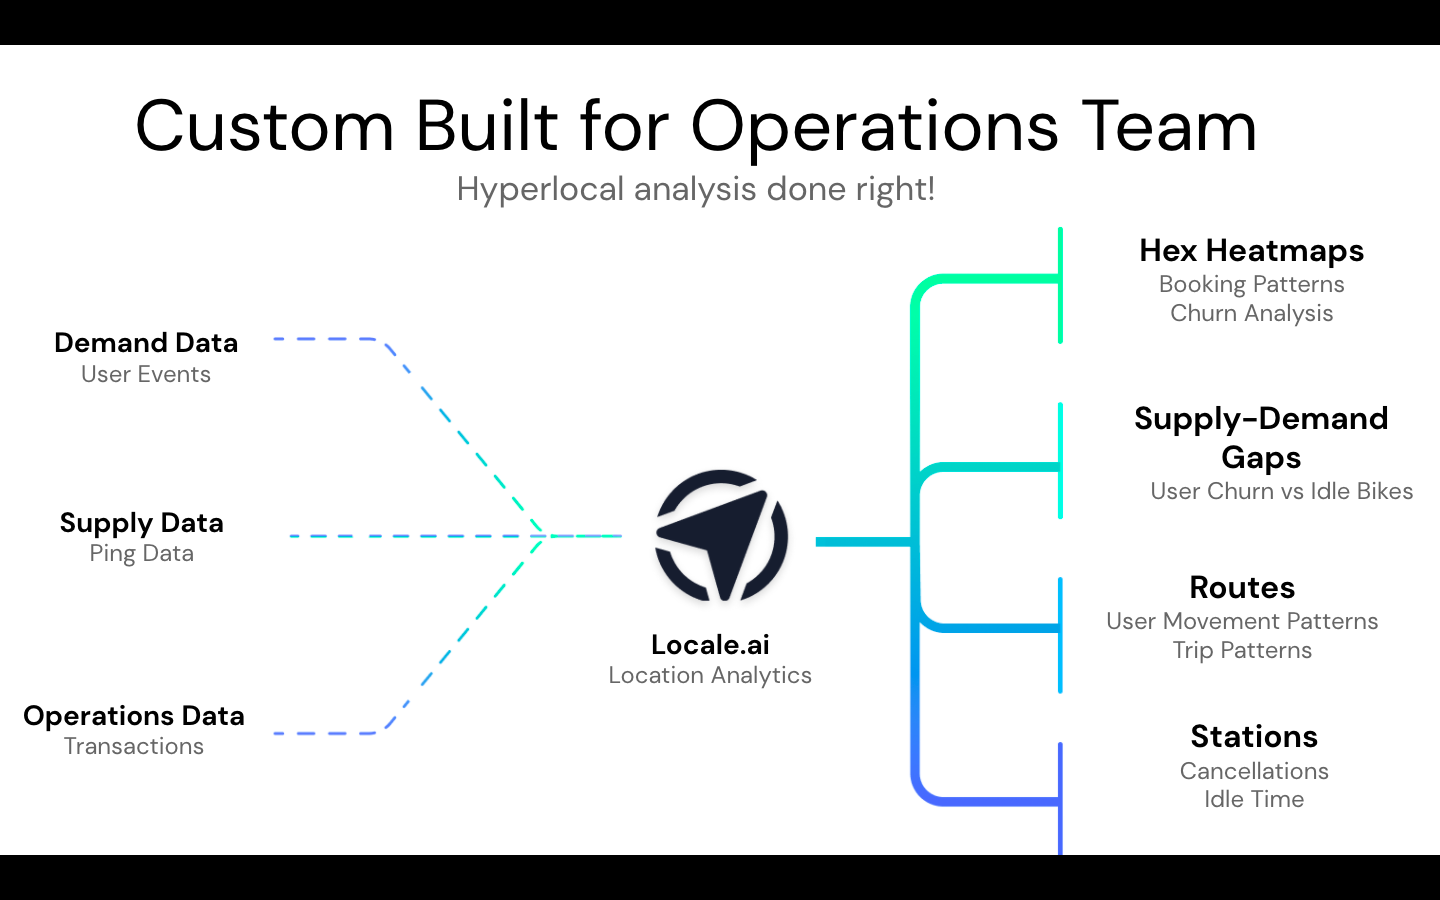 Custom Built for Operations Team
Hyperlocal analysis done right!
Demand Data
User Events
Supply Data
Ping Data
Operations Data
Transactions
Locale.ai
Location Analytics
Hex Heatmaps
Booking Patterns
Churn Analysis
Supply-Demand
Gaps
User Churn vs Idle Bikes
Routes
User Movement Patterns
Trip Patterns
Stations
Cancellations
Idle Time